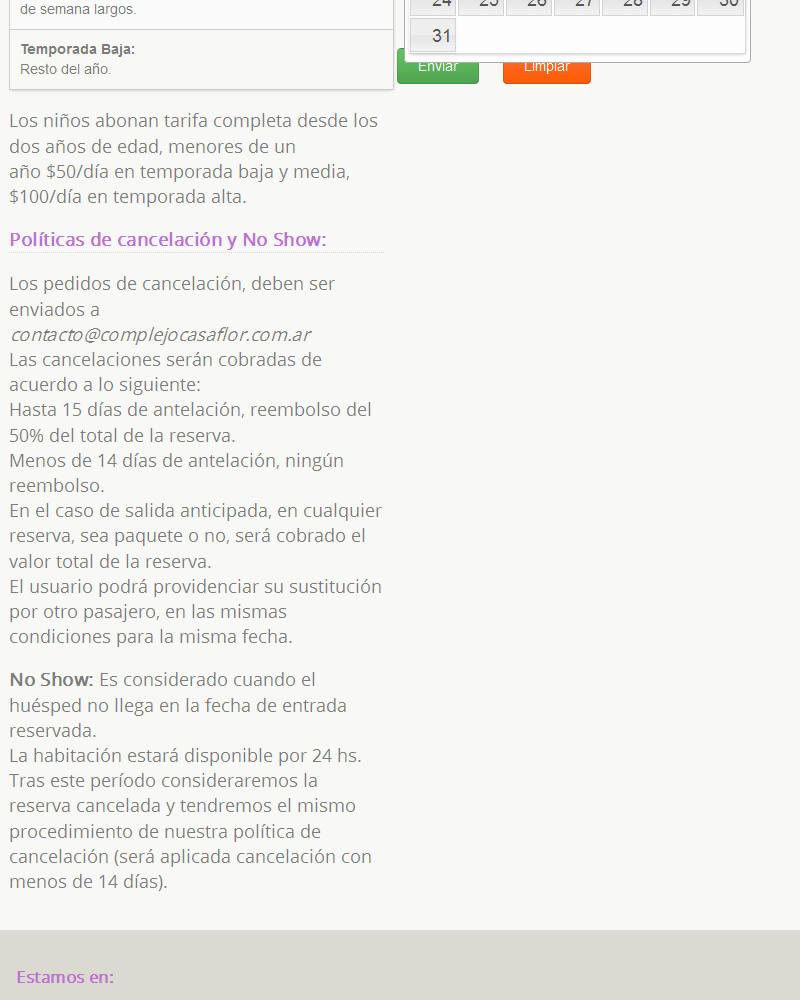 de semana largos.
Temporada Baja:
Resto del año.
24 25 26 27 28 29 30
31
Enviar Limpiar
Los niños abonan tarifa completa desde los
dos años de edad, menores de un
año $50/día en temporada baja y media,
$100/día en temporada alta.
Políticas de cancelación y No Show:
Los pedidos de cancelación, deben ser
enviados a
contacto@complejocasaflor.com.ar
Las cancelaciones serán cobradas de
acuerdo a lo siguiente:
Hasta 15 días de antelación, reembolso del
50% del total de la reserva.
Menos de 14 días de antelación, ningún
reembolso.
En el caso de salida anticipada, en cualquier
reserva, sea paquete o no, será cobrado el
valor total de la reserva.
El usuario podrá providenciar su sustitución
por otro pasajero, en las mismas
condiciones para la misma fecha.
No Show: Es considerado cuando el
huésped no llega en la fecha de entrada
reservada.
La habitación estará disponible por 24 hs.
Tras este período consideraremos la
reserva cancelada y tendremos el mismo
procedimiento de nuestra política de
cancelación (será aplicada cancelación con
menos de 14 días).
Estamos en: